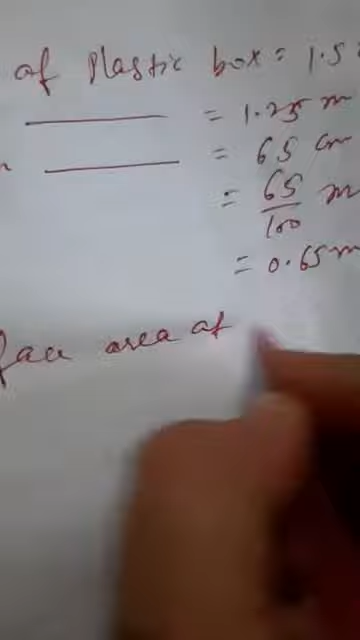 of Plastic box = 1.5
= 1.25 m
= 65 cm
= 65/100 m
= 0.65 m
face area of